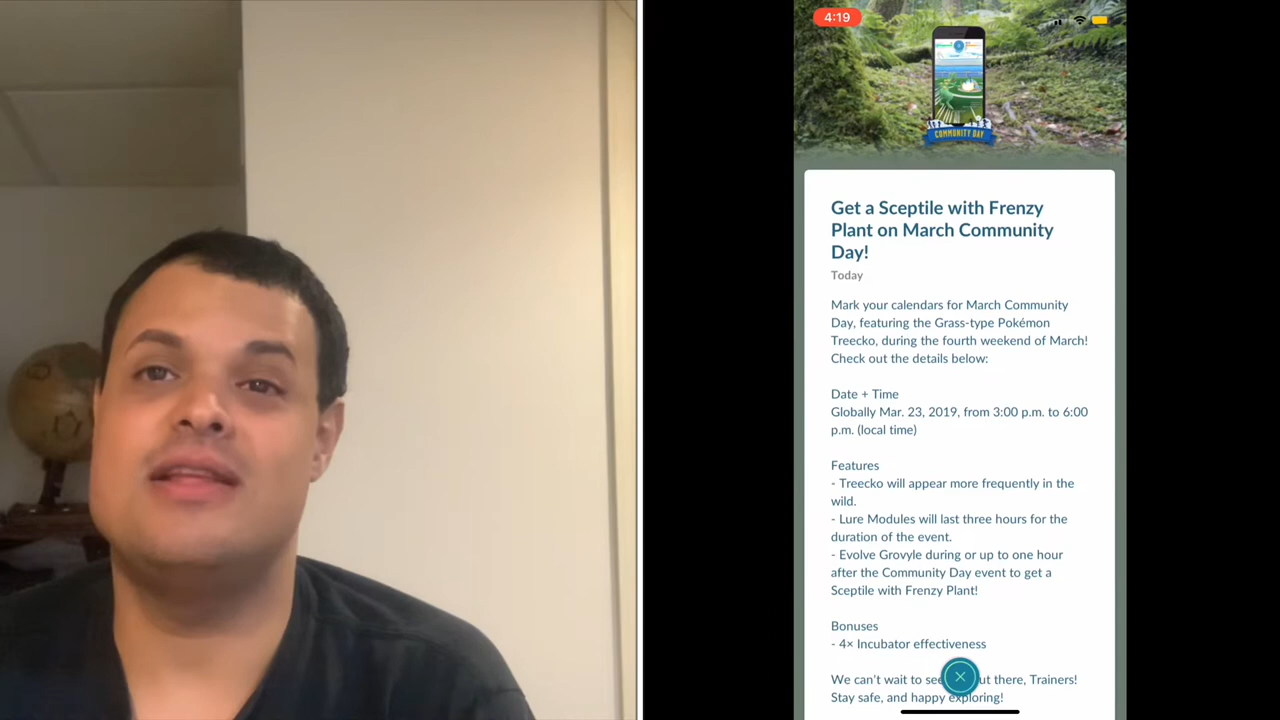 4:19
COMMUNITY DAY
Get a Sceptile with Frenzy
Plant on March Community
Day!
Today
Mark your calendars for March Community
Day, featuring the Grass-type Pokémon
Treecko, during the fourth weekend of March!
Check out the details below:
Date + Time
Globally Mar. 23, 2019, from 3:00 p.m. to 6:00
p.m. (local time)
Features
- Treecko will appear more frequently in the
wild.
- Lure Modules will last three hours for the
duration of the event.
- Evolve Grovyle during or up to one hour
after the Community Day event to get a
Sceptile with Frenzy Plant!
Bonuses
- 4× Incubator effectiveness
We can't wait to see ut there, Trainers!
Stay safe, and happy exploring!